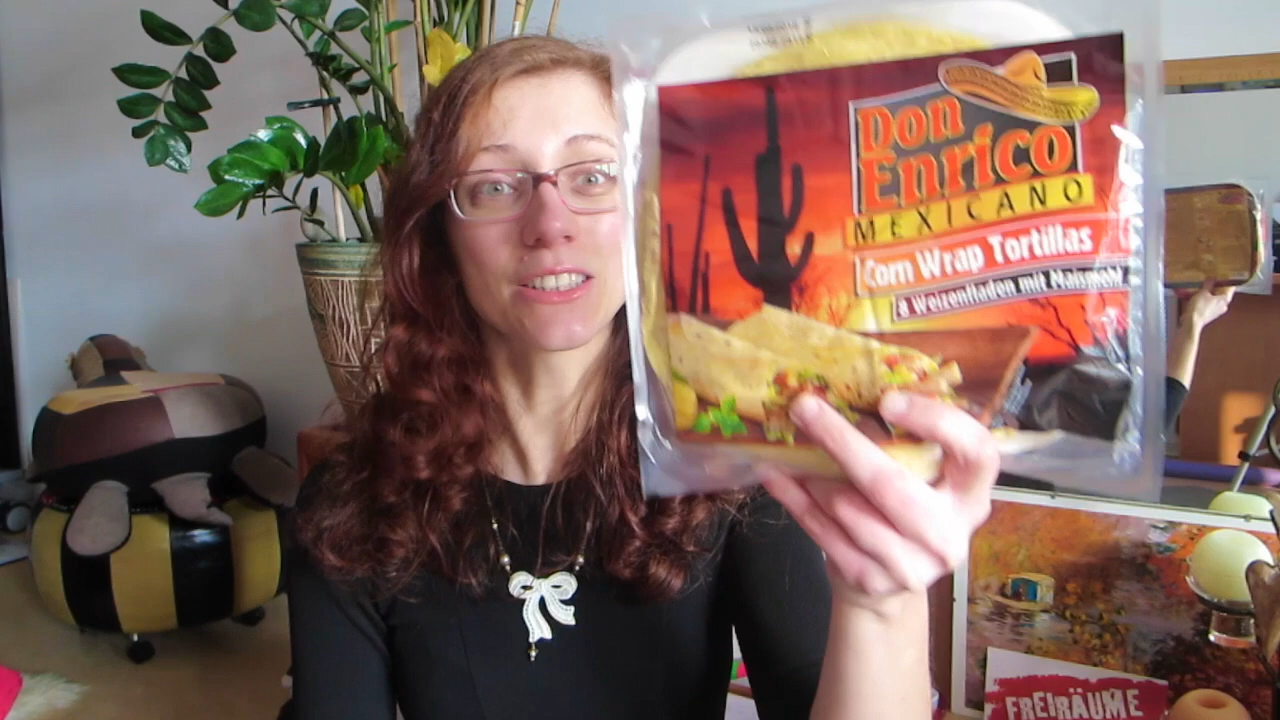 Don
Enrico
MEXICANO
Corn Wrap Tortillas
8 Weizenfladen mit Maismehl
FREIRÄUME